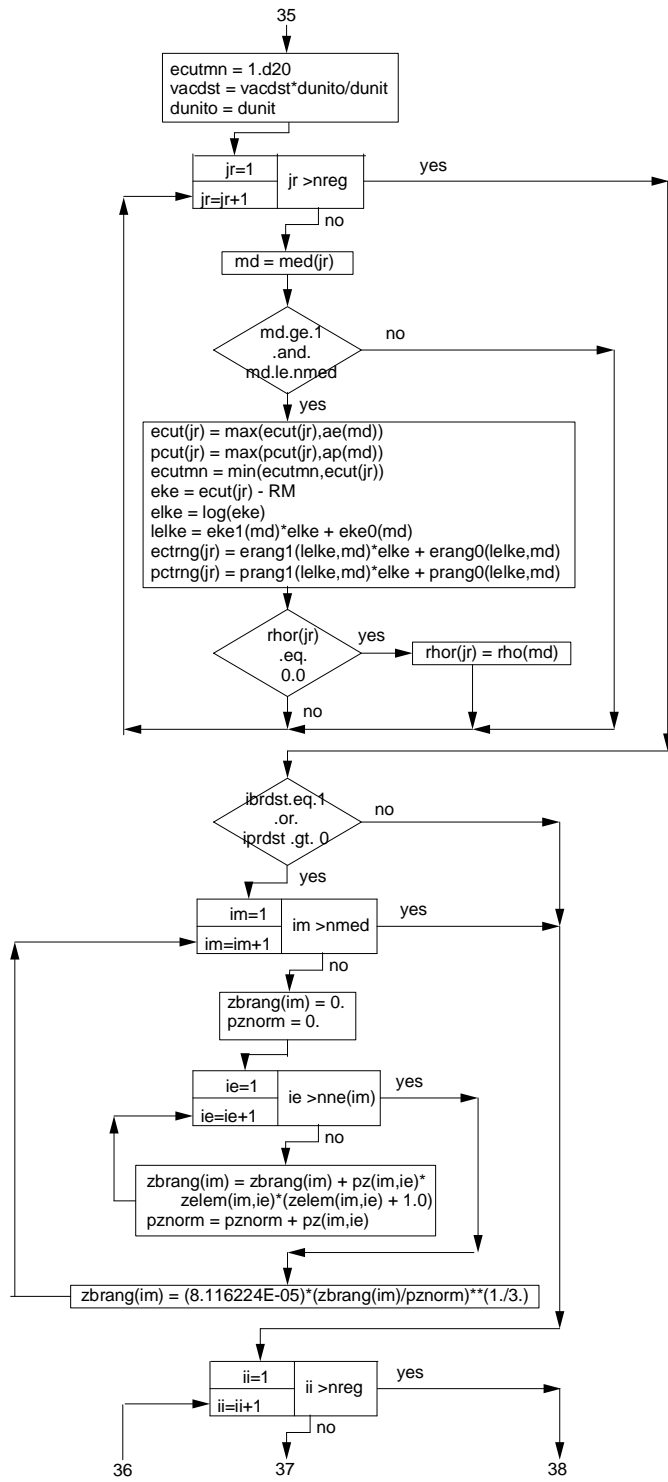 35
ecutmn = 1.d20
vacdst = vacdst*dunito/dunit
dunito = dunit
jr=1
jr >nreg
yes
jr=jr+1
no
md = med(jr)
md.ge.1
.and.
md.le.nmed
no
yes
ecut(jr) = max(ecut(jr),ae(md))
pcut(jr) = max(pcut(jr),ap(md))
ecutmn = min(ecutmn,ecut(jr))
eke = ecut(jr) - RM
elke = log(eke)
lelke = eke1(md)*elke + eke0(md)
ectrng(jr) = erang1(lelke,md)*elke + erang0(lelke,md)
pctrng(jr) = prang1(lelke,md)*elke + prang0(lelke,md)
rhor(jr)
.eq.
0.0
yes
rhor(jr) = rho(md)
no
ibrdst.eq.1
.or.
iprdst .gt. 0
no
yes
im=1
im >nmed
yes
im=im+1
no
zbrang(im) = 0.
pznorm = 0.
ie=1
ie >nne(im)
yes
ie=ie+1
no
zbrang(im) = zbrang(im) + pz(im,ie)*
zelem(im,ie)*(zelem(im,ie) + 1.0)
pznorm = pznorm + pz(im,ie)
zbrang(im) = (8.116224E-05)*(zbrang(im)/pznorm)**(1./3.)
ii=1
ii >nreg
yes
ii=ii+1
no
36
37
38